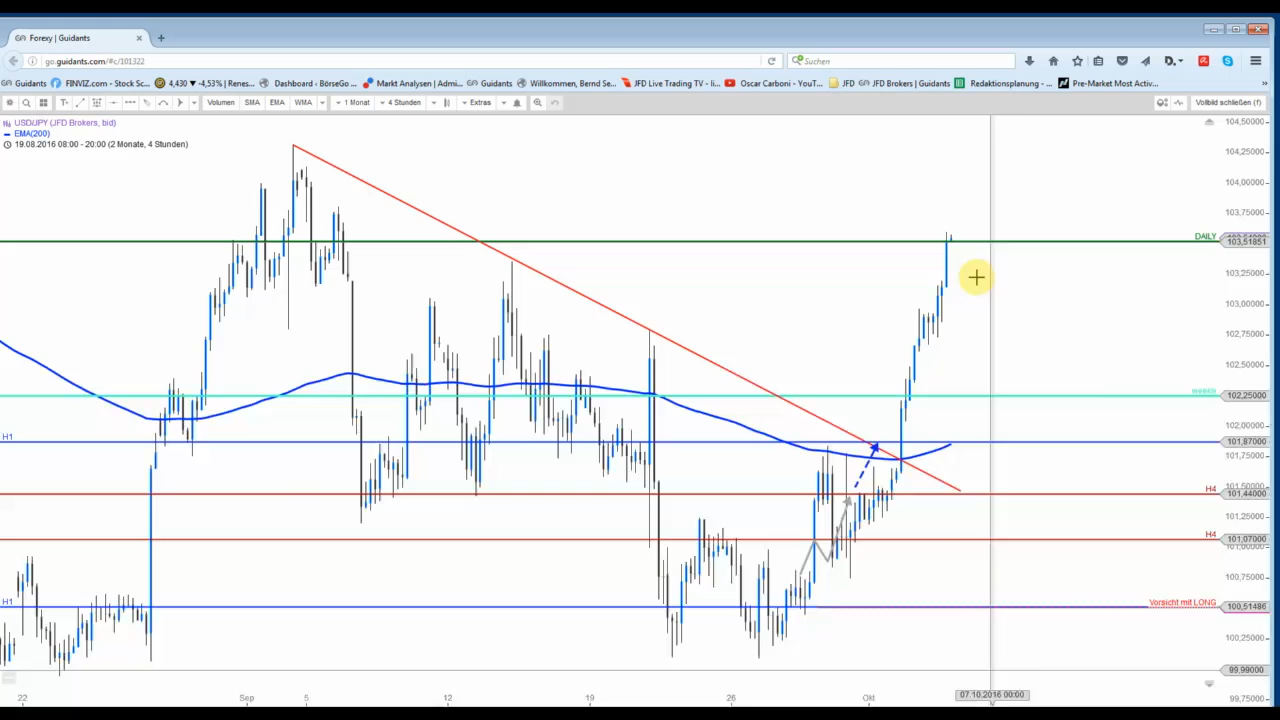 Forexy | Guidants
go.guidants.com/#c/101322
Suchen
Guidants FINVIZ.com - Stock Sc... 4,430 ▼ -4,53% | Renes... Dashboard ‹ BörseGo ... Markt Analysen | Admi... Guidants Willkommen, Bernd Se... JFD Live Trading TV - li... Oscar Carboni - YouT... JFD JFD Brokers | Guidants Redaktionsplanung - ... Pre-Market Most Activ...
Volumen SMA EMA WMA 1 Monat 4 Stunden Extras Vollbild schließen (f)
USD/JPY (JFD Brokers, bid)
EMA(200)
19.08.2016 08:00 - 20:00 (2 Monate, 4 Stunden)
104,50000
104,25000
104,00000
103,75000
DAILY
103,51851
103,25000
103,00000
102,75000
102,50000
102,25000
102,00000
H1 101,87000
101,75000
101,50000
H4 101,44000
101,25000
H4 101,07000
101,00000
100,75000
H1 Vorsicht mit LONG 100,51486
100,25000
99,99000
99,75000
22 Sep 5 12 19 26 Okt 07.10.2016 00:00